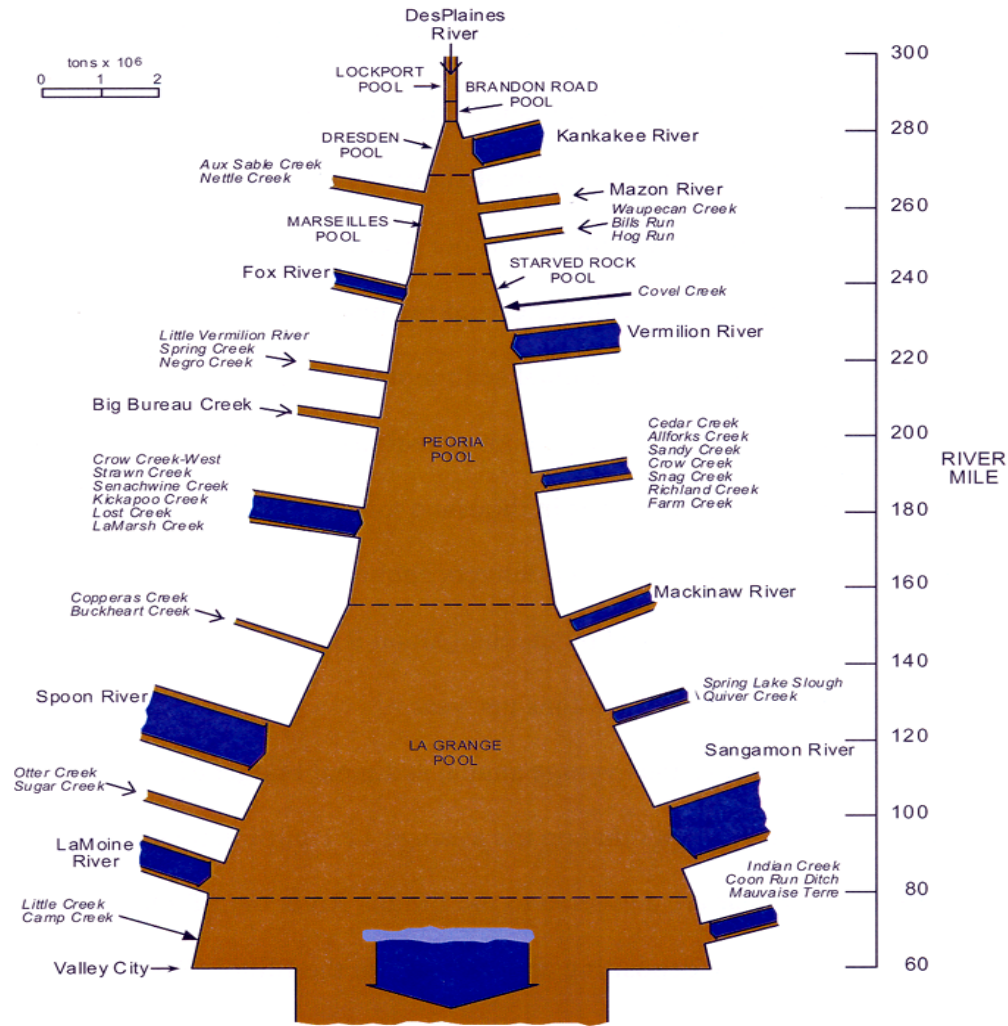 DesPlaines
River
tons x 10⁶
0 1 2
LOCKPORT
POOL
BRANDON ROAD
POOL
DRESDEN
POOL
Kankakee River
Aux Sable Creek
Nettle Creek
Mazon River
Waupecan Creek
Bills Run
Hog Run
MARSEILLES
POOL
Fox River
STARVED ROCK
POOL
Covel Creek
Little Vermilion River
Spring Creek
Negro Creek
Vermilion River
Big Bureau Creek
PEORIA
POOL
Cedar Creek
Allforks Creek
Sandy Creek
Crow Creek
Snag Creek
Richland Creek
Farm Creek
Crow Creek-West
Strawn Creek
Senachwine Creek
Kickapoo Creek
Lost Creek
LaMarsh Creek
Copperas Creek
Buckheart Creek
Mackinaw River
Spoon River
Spring Lake Slough
Quiver Creek
LA GRANGE
POOL
Sangamon River
Otter Creek
Sugar Creek
LaMoine
River
Indian Creek
Coon Run Ditch
Mauvaise Terre
Little Creek
Camp Creek
Valley City
300
280
260
240
220
200
RIVER
MILE
180
160
140
120
100
80
60